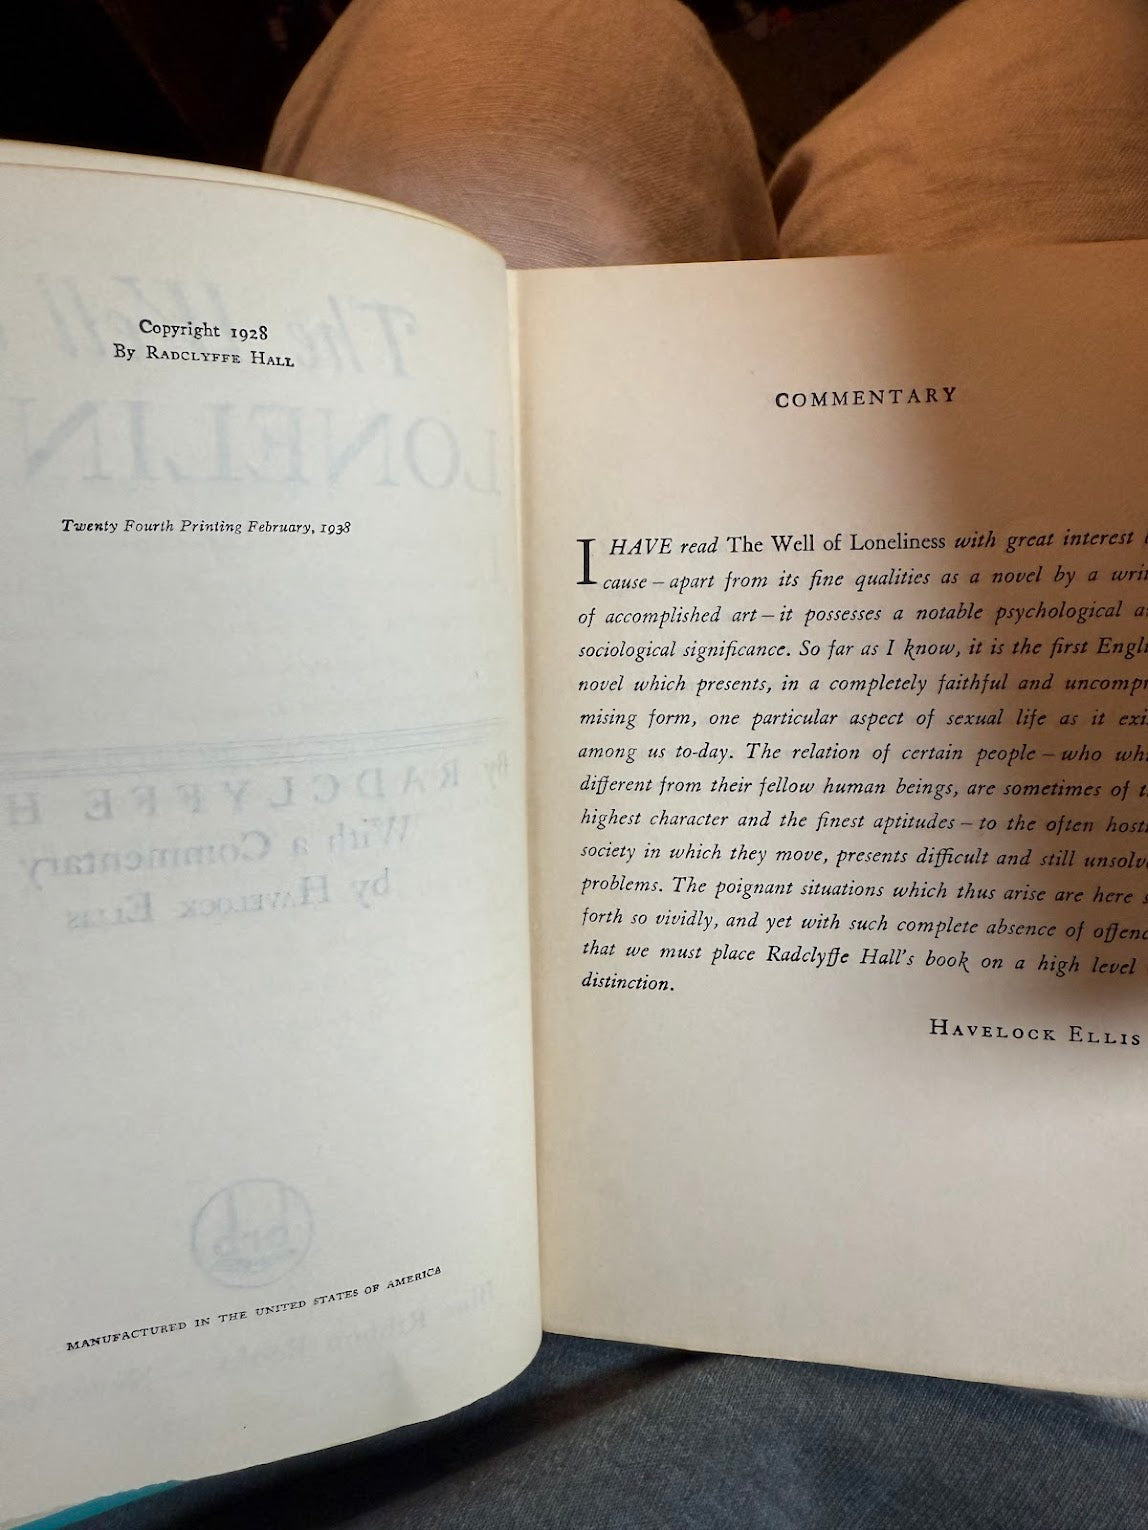 Copyright 1928
By RADCLYFFE HALL
Twenty Fourth Printing February, 1938
MANUFACTURED IN THE UNITED STATES OF AMERICA
COMMENTARY
I HAVE read The Well of Loneliness with great interest
cause – apart from its fine qualities as a novel by a
of accomplished art – it possesses a notable psychological
sociological significance. So far as I know, it is the first
novel which presents, in a completely faithful and
mising form, one particular aspect of sexual life as it
among us to-day. The relation of certain people – who
different from their fellow human beings, are sometimes of
highest character and the finest aptitudes – to the often
society in which they move, presents difficult and still
problems. The poignant situations which thus arise are here
forth so vividly, and yet with such complete absence of
that we must place Radclyffe Hall's book on a high level
distinction.
HAVELOCK ELLIS